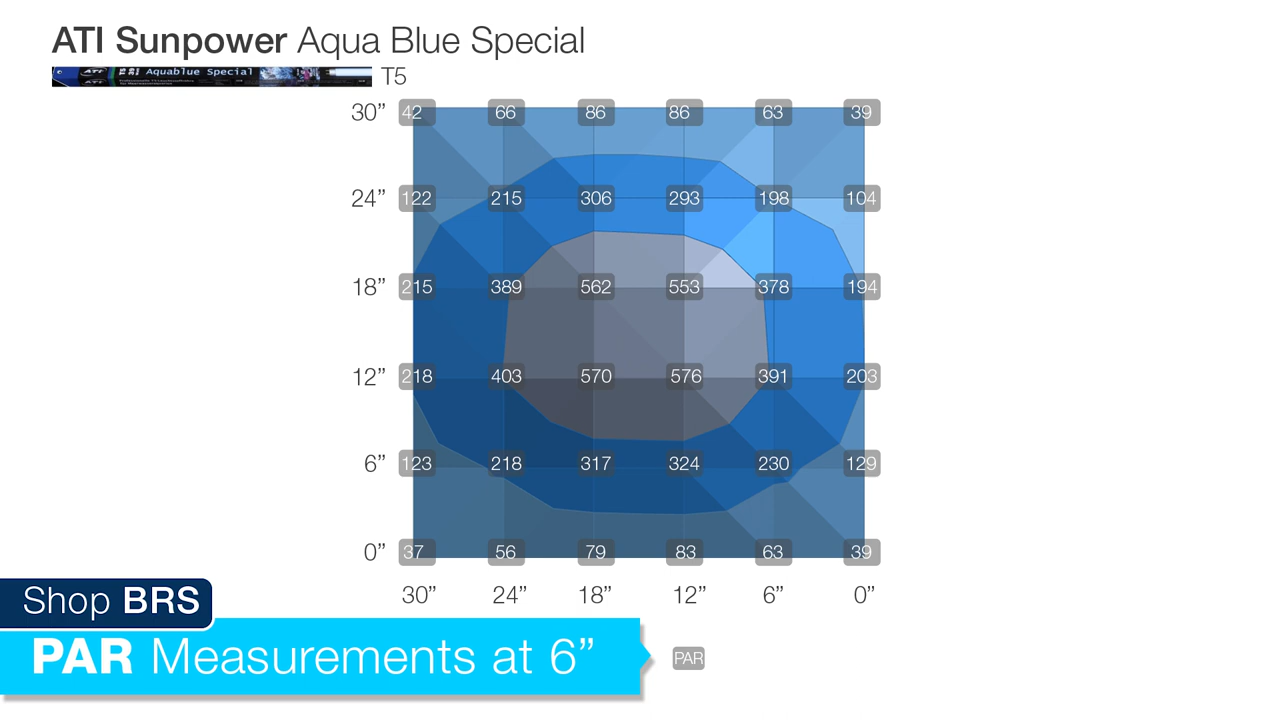 ATI Sunpower Aqua Blue Special
ATI Aquablue Special
T5
30” 42 66 86 86 63 39
24” 122 215 306 293 198 104
18” 215 389 562 553 378 194
12” 218 403 570 576 391 203
6” 123 218 317 324 230 129
0” 37 56 79 83 63 39
30” 24” 18” 12” 6” 0”
Shop BRS
PAR Measurements at 6”
PAR